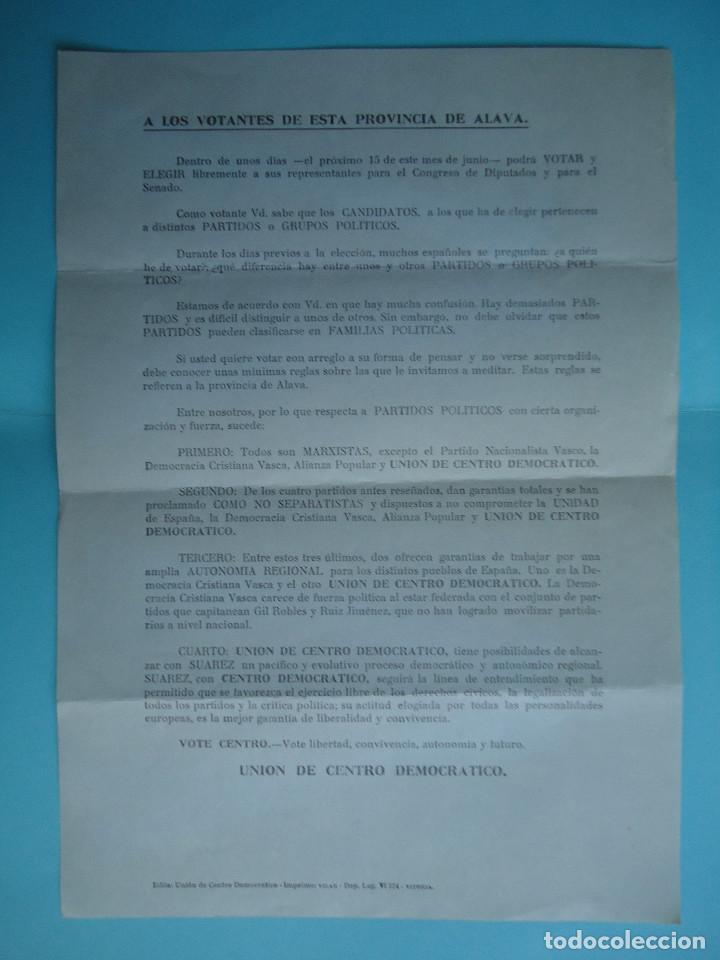 A LOS VOTANTES DE ESTA PROVINCIA DE ALAVA.
Dentro de unos días —el próximo 15 de este mes de junio— podrá VOTAR y
ELEGIR libremente a sus representantes para el Congreso de Diputados y para el
Senado.
Como votante Vd. sabe que los CANDIDATOS, a los que ha de elegir pertenecen
a distintos PARTIDOS o GRUPOS POLITICOS.
Durante los días previos a la elección, muchos españoles se preguntan: ¿a quién
he de votar?; ¿qué diferencia hay entre unos y otros PARTIDOS o GRUPOS POLI-
TICOS?
Estamos de acuerdo con Vd. en que hay mucha confusión. Hay demasiados PAR-
TIDOS y es difícil distinguir a unos de otros. Sin embargo, no debe olvidar que estos
PARTIDOS pueden clasificarse en FAMILIAS POLITICAS.
Si usted quiere votar con arreglo a su forma de pensar y no verse sorprendido,
debe conocer unas mínimas reglas sobre las que le invitamos a meditar. Estas reglas se
refieren a la provincia de Alava.
Entre nosotros, por lo que respecta a PARTIDOS POLITICOS con cierta organi-
zación y fuerza, sucede:
PRIMERO: Todos son MARXISTAS, excepto el Partido Nacionalista Vasco, la
Democracia Cristiana Vasca, Alianza Popular y UNION DE CENTRO DEMOCRATICO.
SEGUNDO: De los cuatro partidos antes reseñados, dan garantías totales y se han
proclamado COMO NO SEPARATISTAS y dispuestos a no comprometer la UNIDAD
de España, la Democracia Cristiana Vasca, Alianza Popular y UNION DE CENTRO
DEMOCRATICO.
TERCERO: Entre estos tres últimos, dos ofrecen garantías de trabajar por una
amplia AUTONOMIA REGIONAL para los distintos pueblos de España. Uno es la De-
mocracia Cristiana Vasca y el otro UNION DE CENTRO DEMOCRATICO. La Demo-
cracia Cristiana Vasca carece de fuerza política al estar federada con el conjunto de par-
tidos que capitanean Gil Robles y Ruiz Jiménez, que no han logrado movilizar partida-
rios a nivel nacional.
CUARTO: UNION DE CENTRO DEMOCRATICO, tiene posibilidades de alcan-
zar con SUAREZ un pacífico y evolutivo proceso democrático y autonómico regional.
SUAREZ, con CENTRO DEMOCRATICO, seguirá la línea de entendimiento que ha
permitido que se favorezca el ejercicio libre de los derechos cívicos, la legalización de
todos los partidos y la crítica política; su actitud elogiada por todas las personalidades
europeas, es la mejor garantía de liberalidad y convivencia.
VOTE CENTRO.—Vote libertad, convivencia, autonomía y futuro.
UNION DE CENTRO DEMOCRATICO.
Edita: Unión de Centro Democrático - Imprime: - Dep. Leg. VI 274 - VITORIA.
todocoleccion
todocoleccion.net